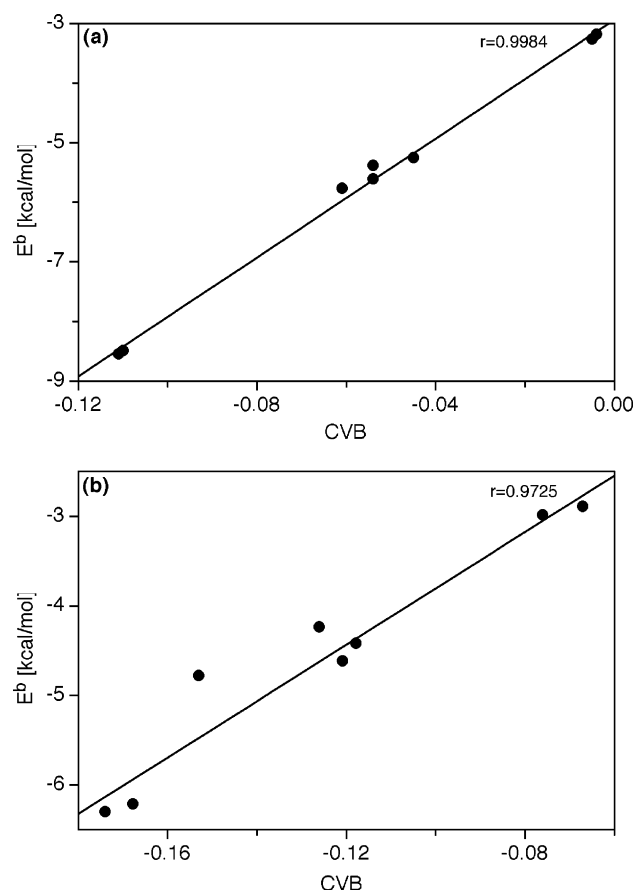 (a)
r=0.9984
-3
-5
-7
-9
E^b [kcal/mol]
-0.12
-0.08
-0.04
0.00
CVB
(b)
r=0.9725
-3
-4
-5
-6
E^b [kcal/mol]
-0.16
-0.12
-0.08
CVB